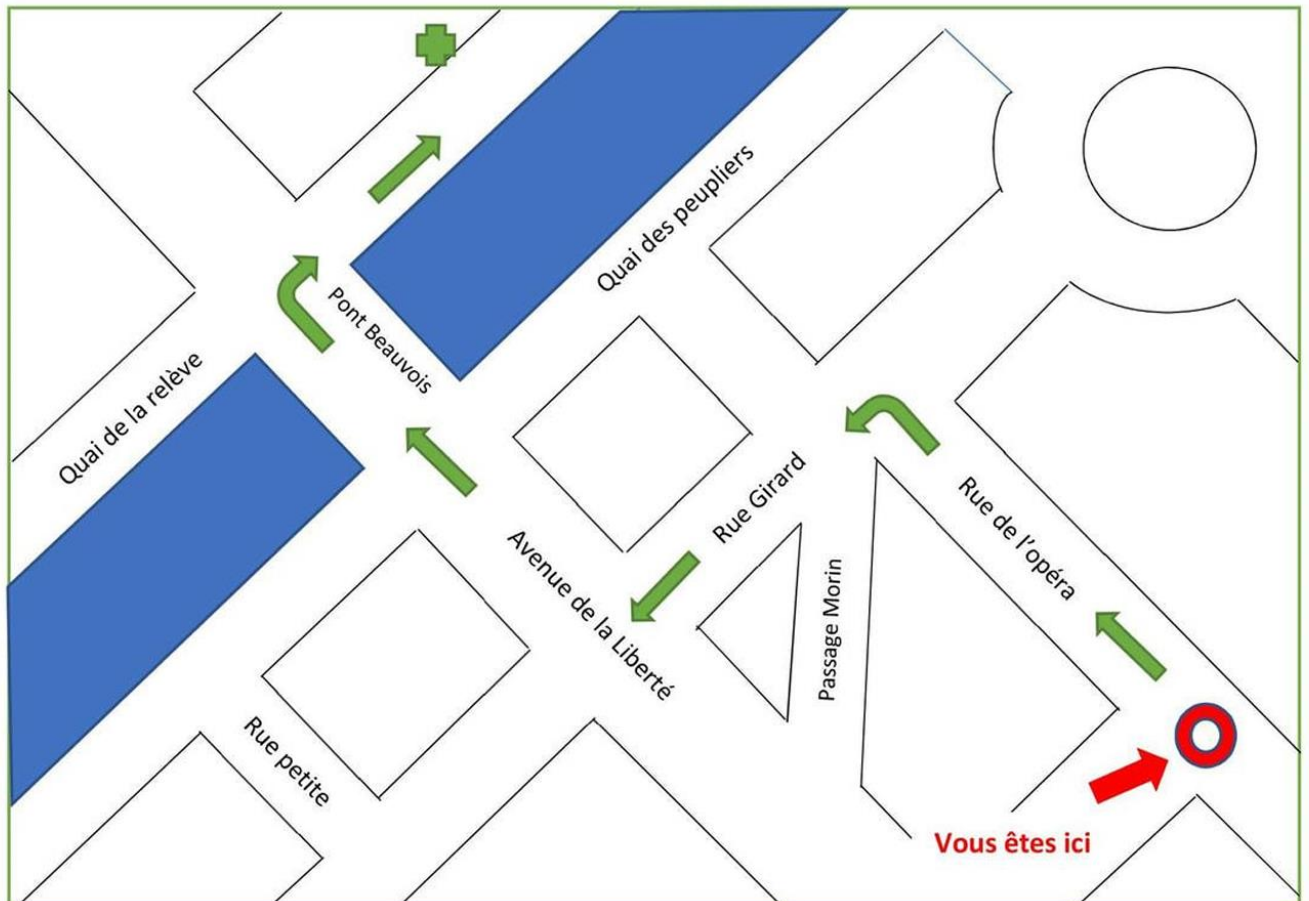 Quai des peupliers
Pont Beauvois
Quai de la relève
Rue Girard
Rue de l'opéra
Avenue de la Liberté
Passage Morin
Rue petite
Vous êtes ici